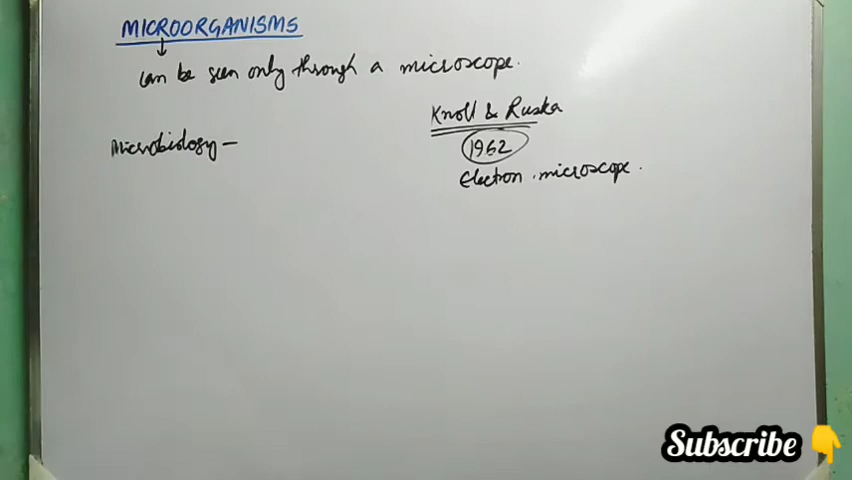 MICROORGANISMS
can be seen only through a microscope.
Knoll & Ruska
Microbiology –
1962
Electron microscope.
Subscribe 👇